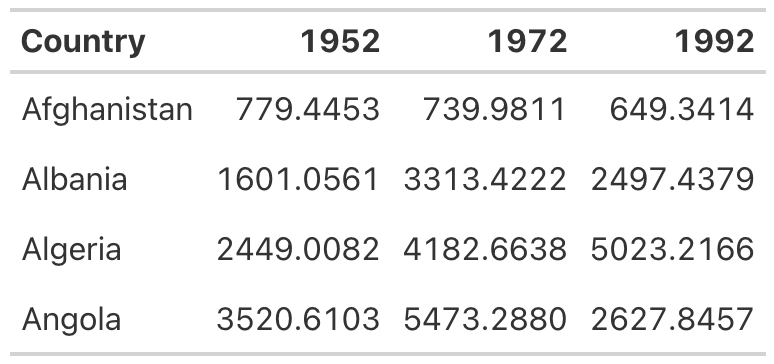 Country 1952 1972 1992
Afghanistan 779.4453 739.9811 649.3414
Albania 1601.0561 3313.4222 2497.4379
Algeria 2449.0082 4182.6638 5023.2166
Angola 3520.6103 5473.2880 2627.8457